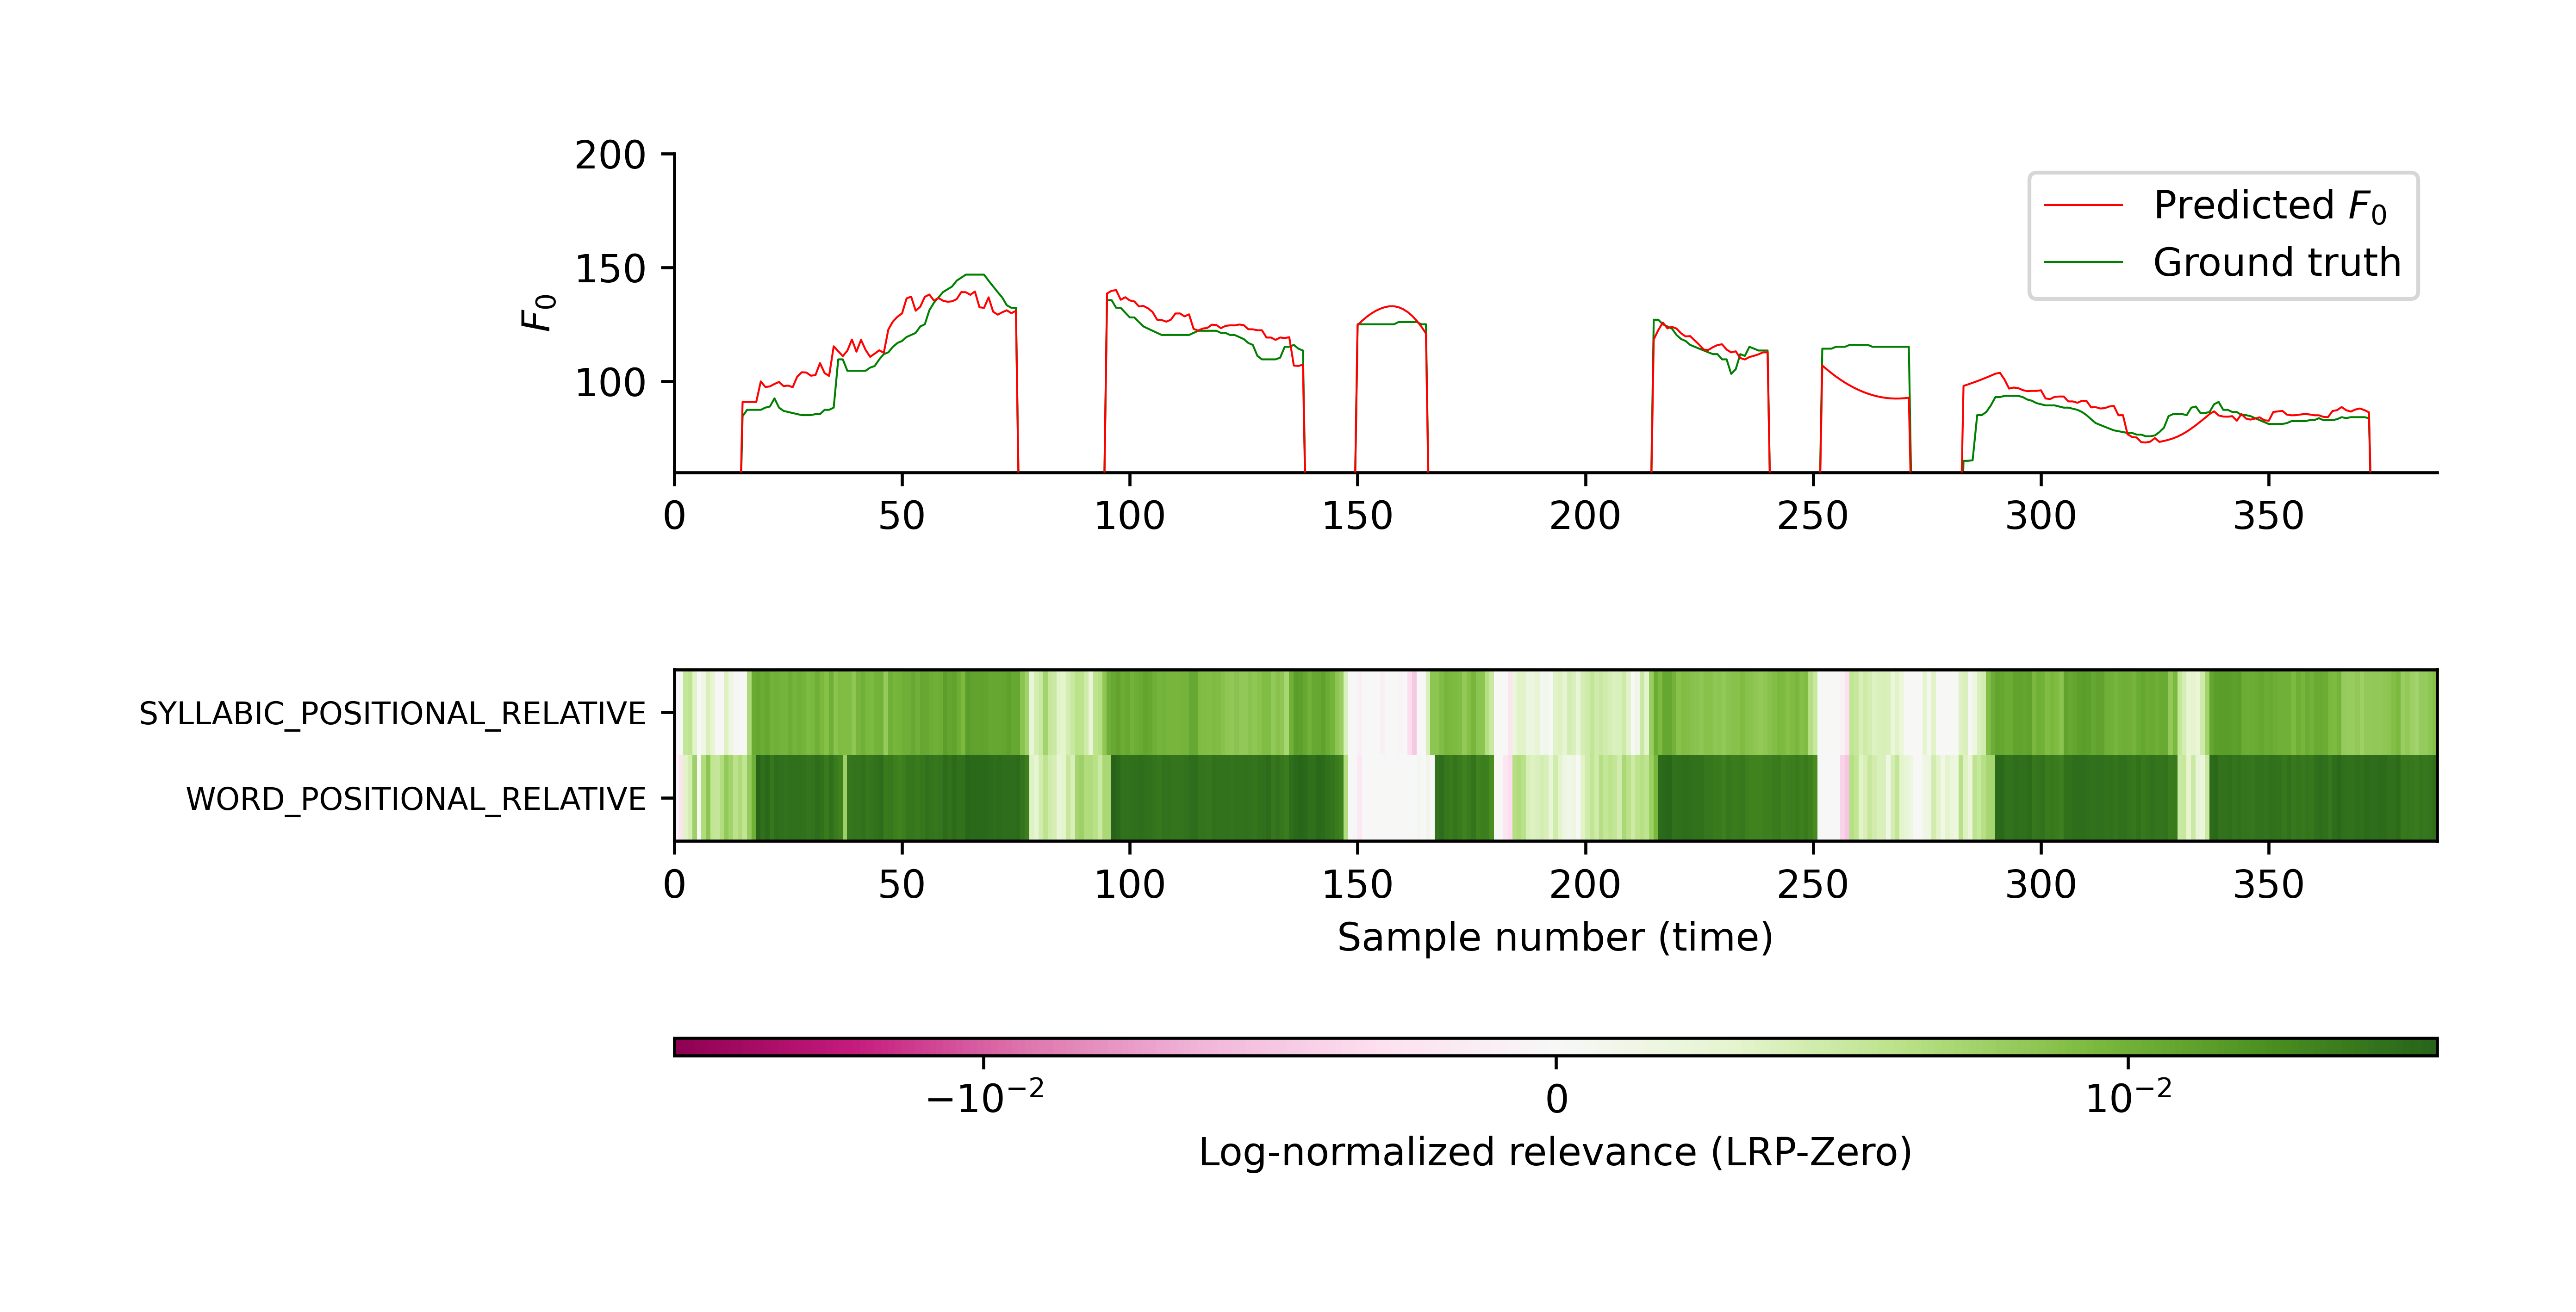 200
150
100
F₀
Predicted F₀
Ground truth
0 50 100 150 200 250 300 350
SYLLABIC_POSITIONAL_RELATIVE
WORD_POSITIONAL_RELATIVE
0 50 100 150 200 250 300 350
Sample number (time)
−10⁻² 0 10⁻²
Log-normalized relevance (LRP-Zero)